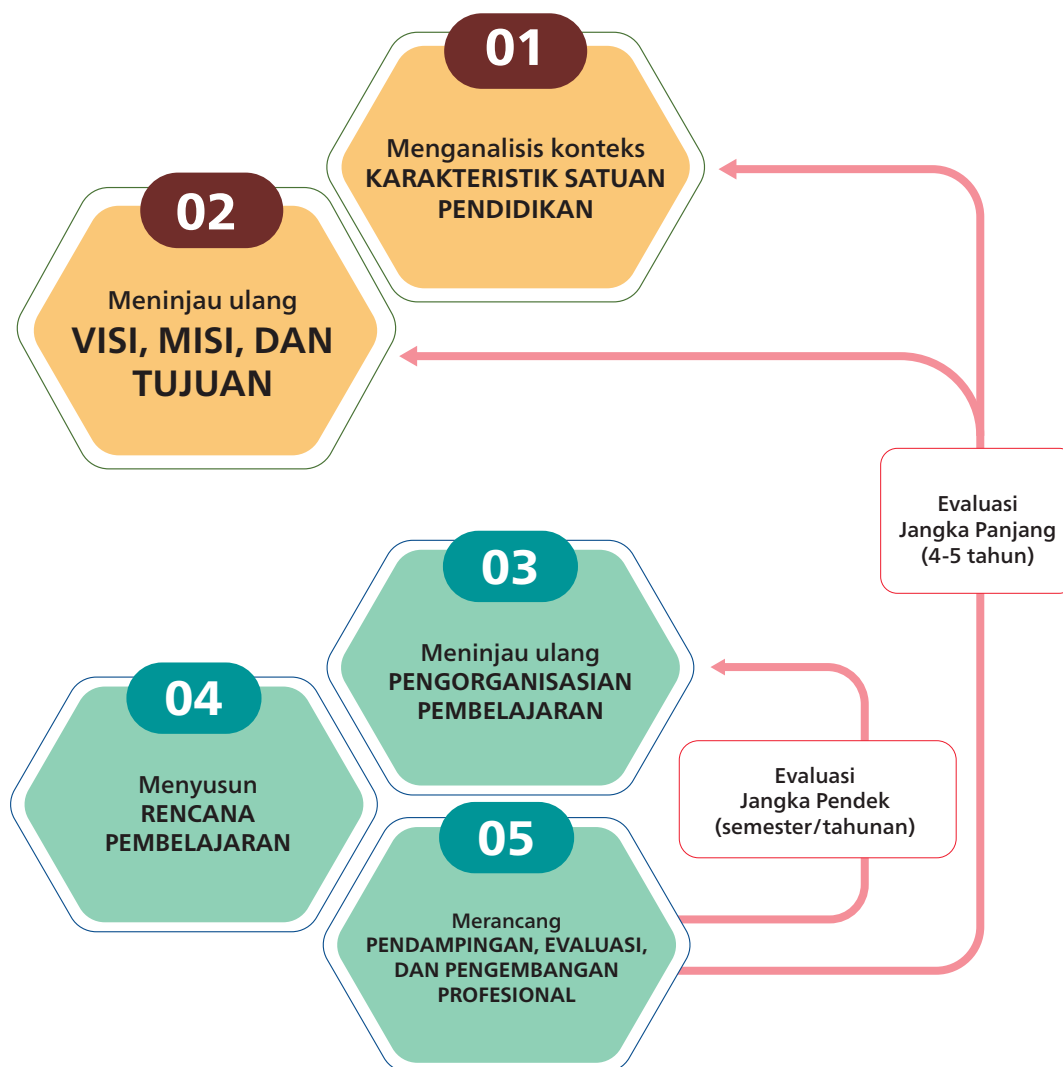 01
Menganalisis konteks
KARAKTERISTIK SATUAN
PENDIDIKAN
02
Meninjau ulang
VISI, MISI, DAN
TUJUAN
Evaluasi
Jangka Panjang
(4-5 tahun)
03
Meninjau ulang
PENGORGANISASIAN
PEMBELAJARAN
04
Menyusun
RENCANA
PEMBELAJARAN
Evaluasi
Jangka Pendek
(semester/tahunan)
05
Merancang
PENDAMPINGAN, EVALUASI,
DAN PENGEMBANGAN
PROFESIONAL